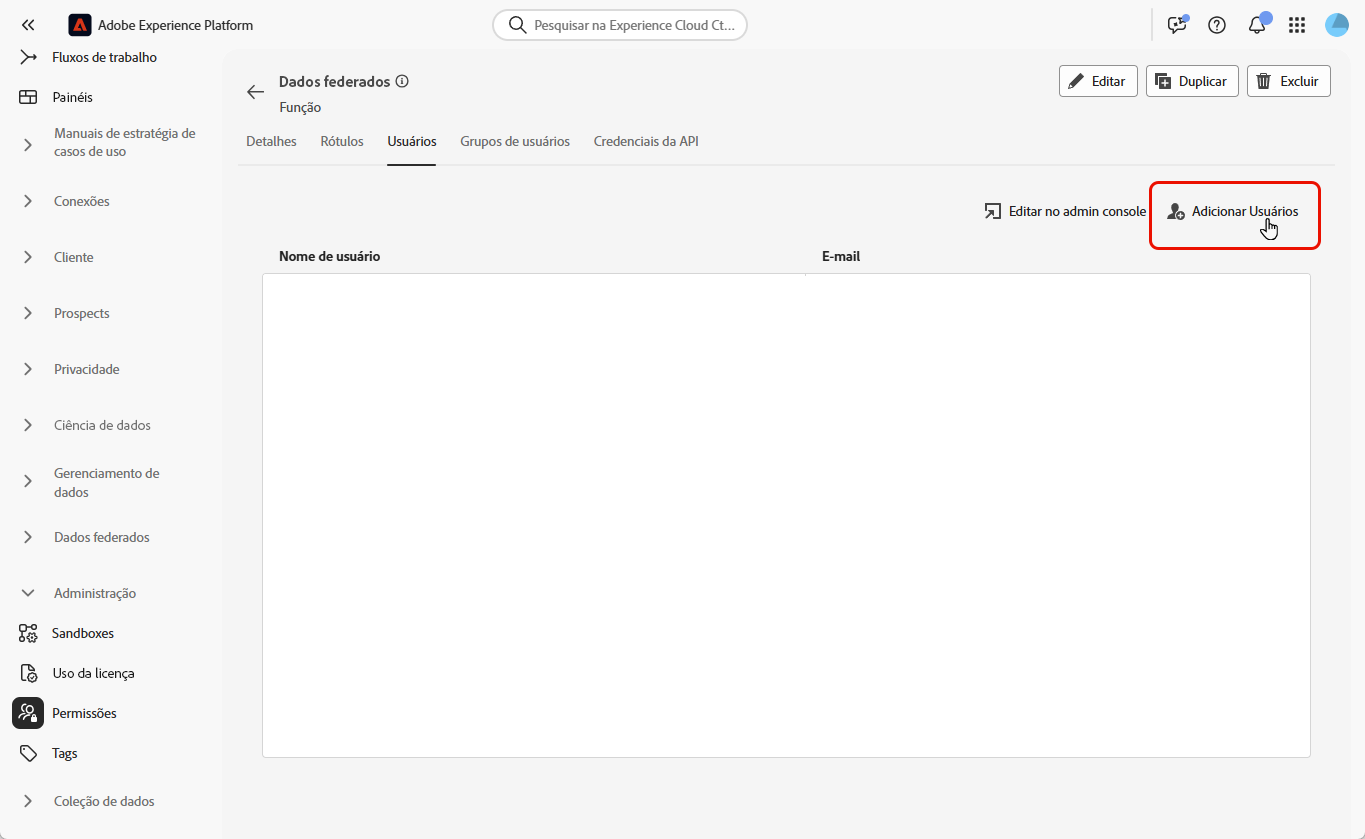 Adobe Experience Platform
Pesquisar na Experience Cloud Ct...
Fluxos de trabalho
Painéis
Manuais de estratégia de
casos de uso
Conexões
Cliente
Prospects
Privacidade
Ciência de dados
Gerenciamento de
dados
Dados federados
Administração
Sandboxes
Uso da licença
Permissões
Tags
Coleção de dados
Dados federados
Função
Editar
Duplicar
Excluir
Detalhes
Rótulos
Usuários
Grupos de usuários
Credenciais da API
Editar no admin console
Adicionar Usuários
Nome de usuário
E-mail